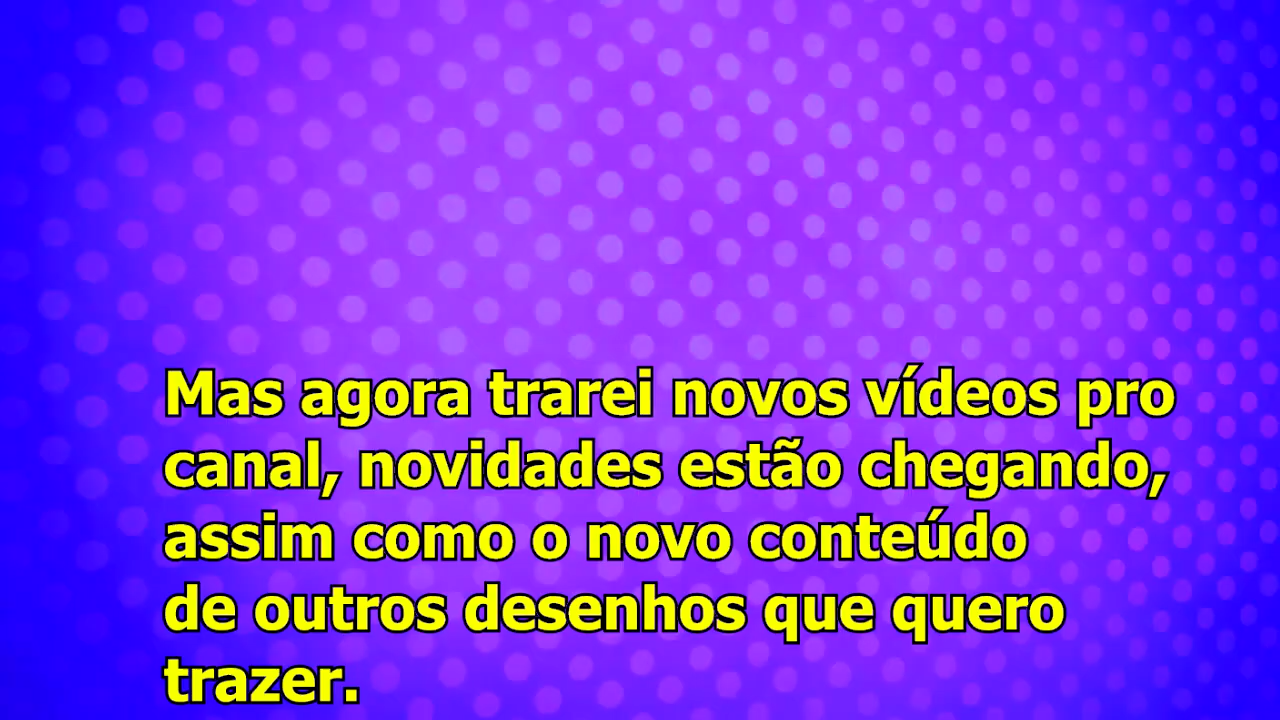 Mas agora trarei novos vídeos pro
canal, novidades estão chegando,
assim como o novo conteúdo
de outros desenhos que quero
trazer.